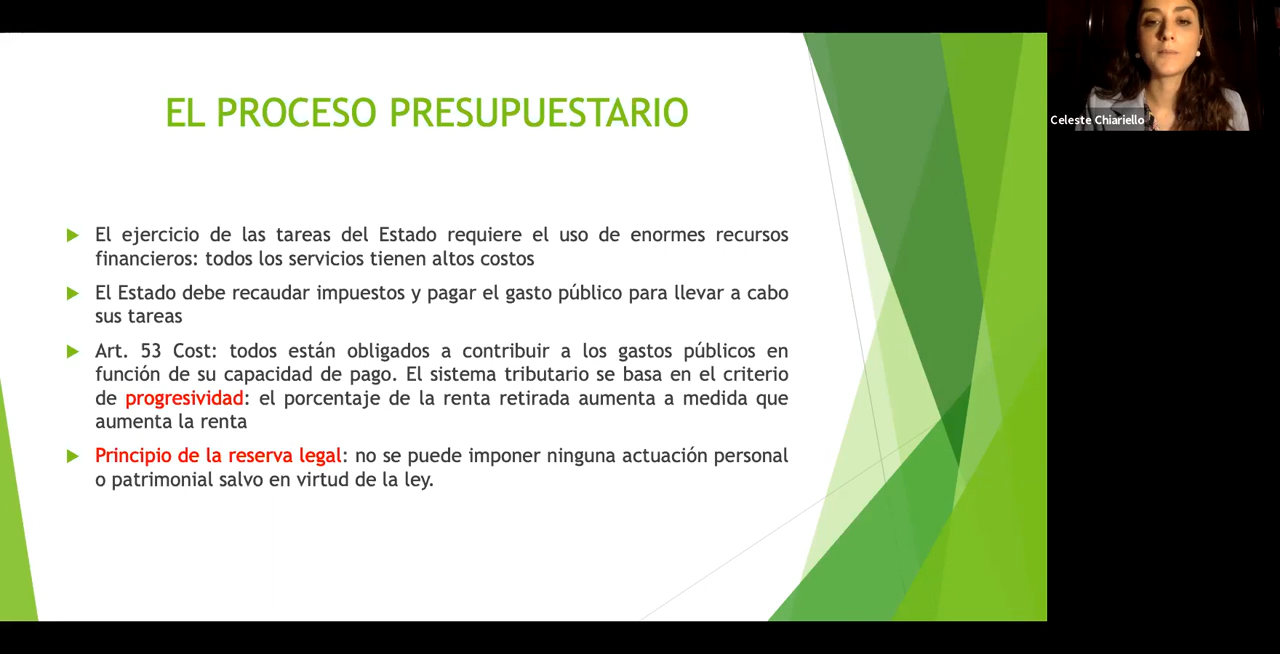 EL PROCESO PRESUPUESTARIO
El ejercicio de las tareas del Estado requiere el uso de enormes recursos
financieros: todos los servicios tienen altos costos
El Estado debe recaudar impuestos y pagar el gasto público para llevar a cabo
sus tareas
Art. 53 Cost: todos están obligados a contribuir a los gastos públicos en
función de su capacidad de pago. El sistema tributario se basa en el criterio
de progresividad: el porcentaje de la renta retirada aumenta a medida que
aumenta la renta
Principio de la reserva legal: no se puede imponer ninguna actuación personal
o patrimonial salvo en virtud de la ley.
Celeste Chiariello